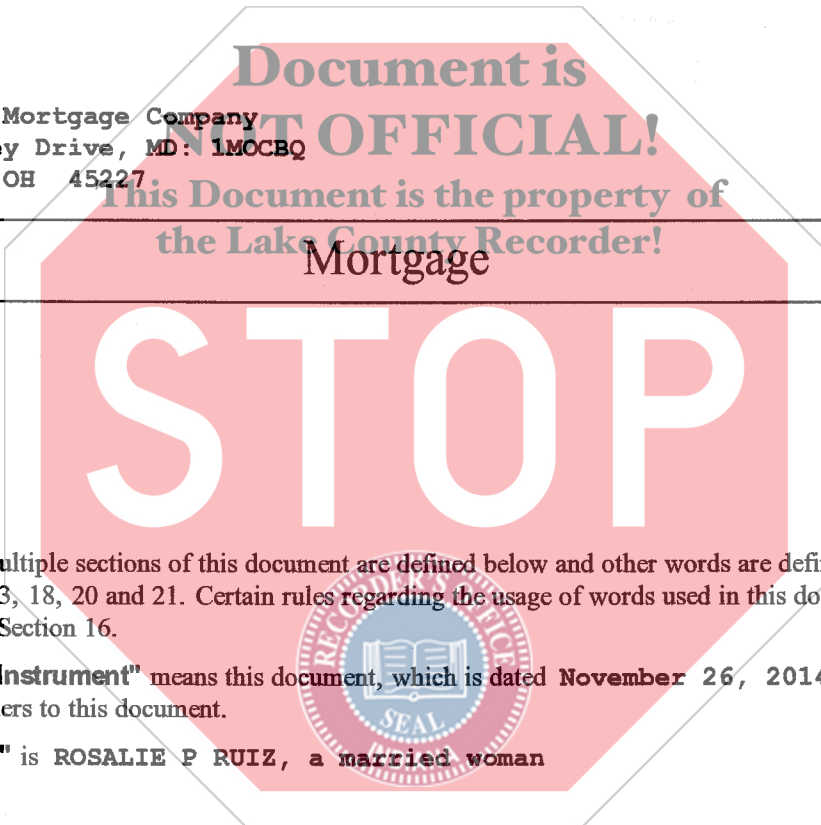 Document is
Mortgage Company
NOT OFFICIAL!
y Drive, MD: 1MOCBQ
OH 45227
This Document is the property of
the Lake County Recorder!
Mortgage
STOP
ultiple sections of this document are defined below and other words are defin
3, 18, 20 and 21. Certain rules regarding the usage of words used in this do
Section 16.
Instrument" means this document, which is dated November 26, 2014
ers to this document.
" is ROSALIE P RUIZ, a married woman
RECORDER'S OFFICE
SEAL
INDIANA